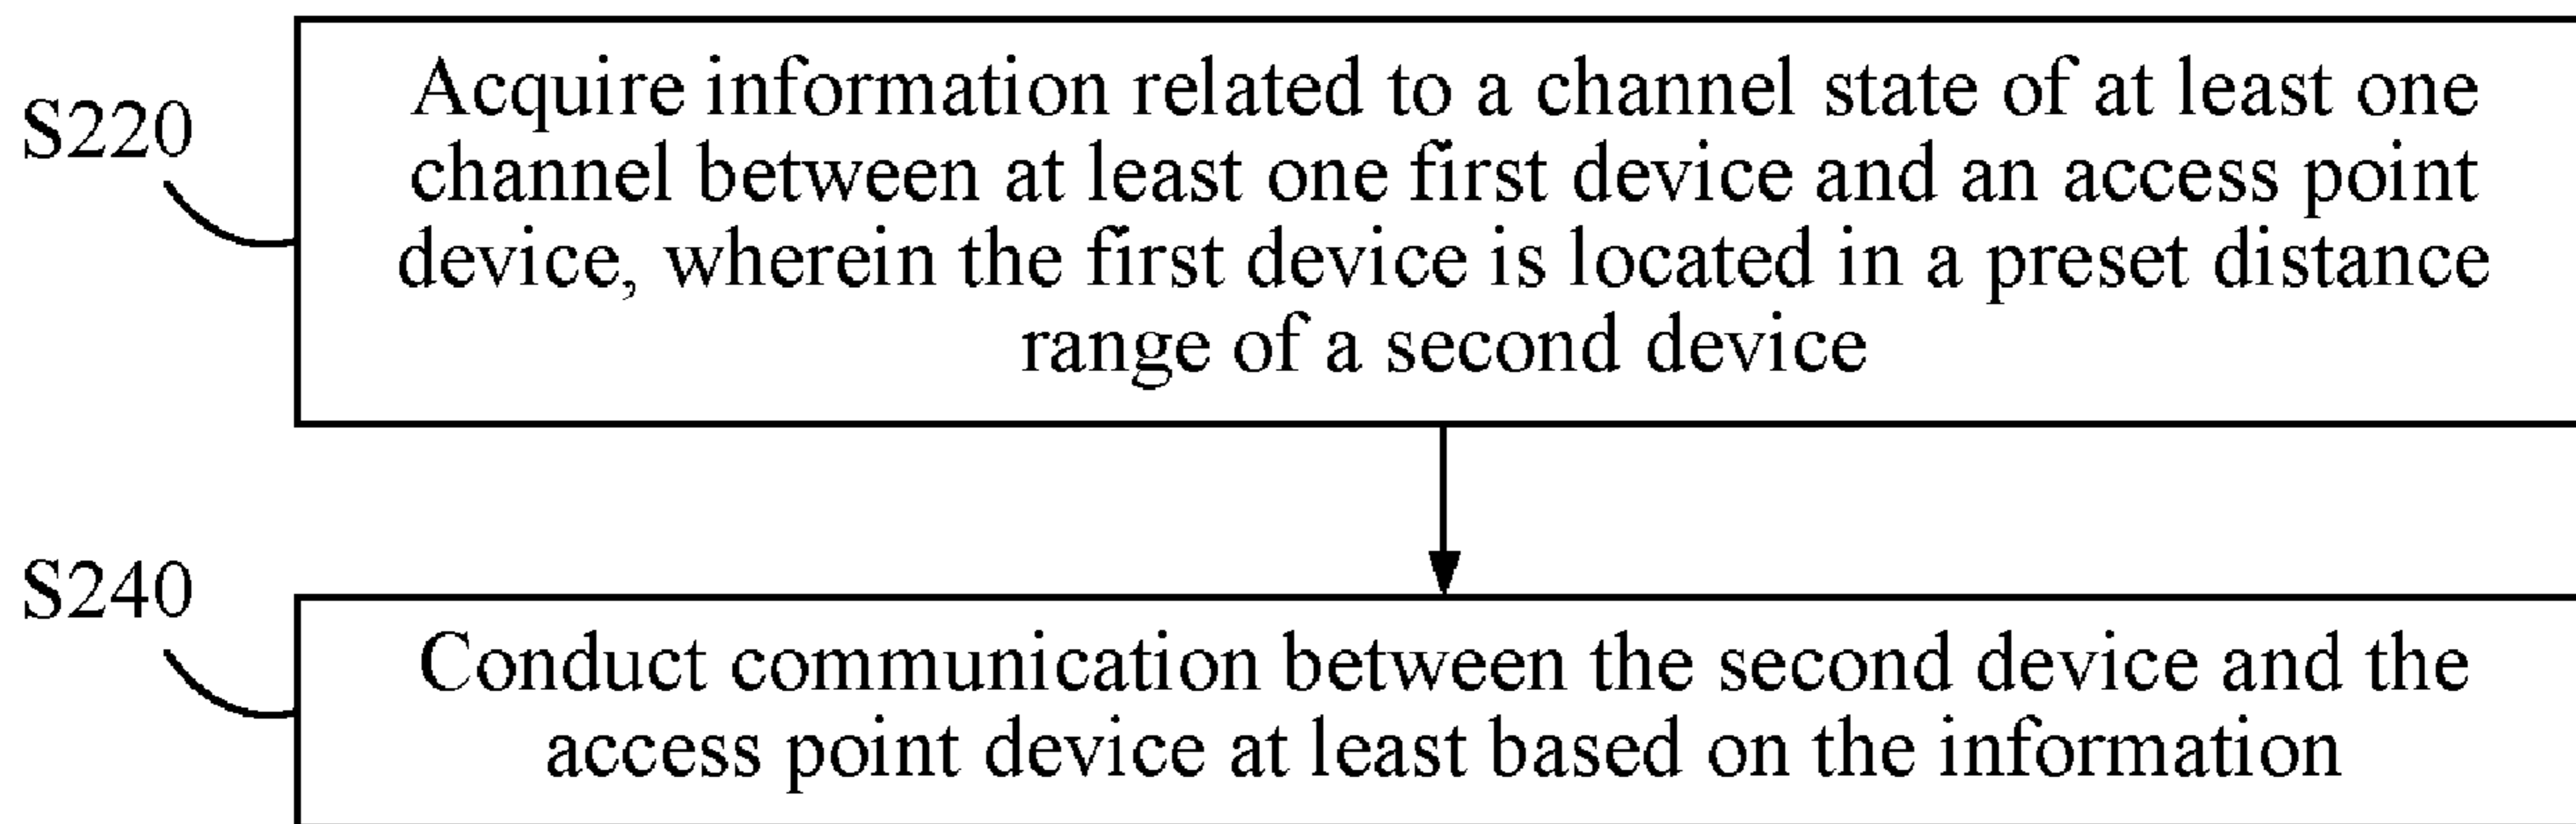 S220
Acquire information related to a channel state of at least one
channel between at least one first device and an access point
device, wherein the first device is located in a preset distance
range of a second device
S240
Conduct communication between the second device and the
access point device at least based on the information